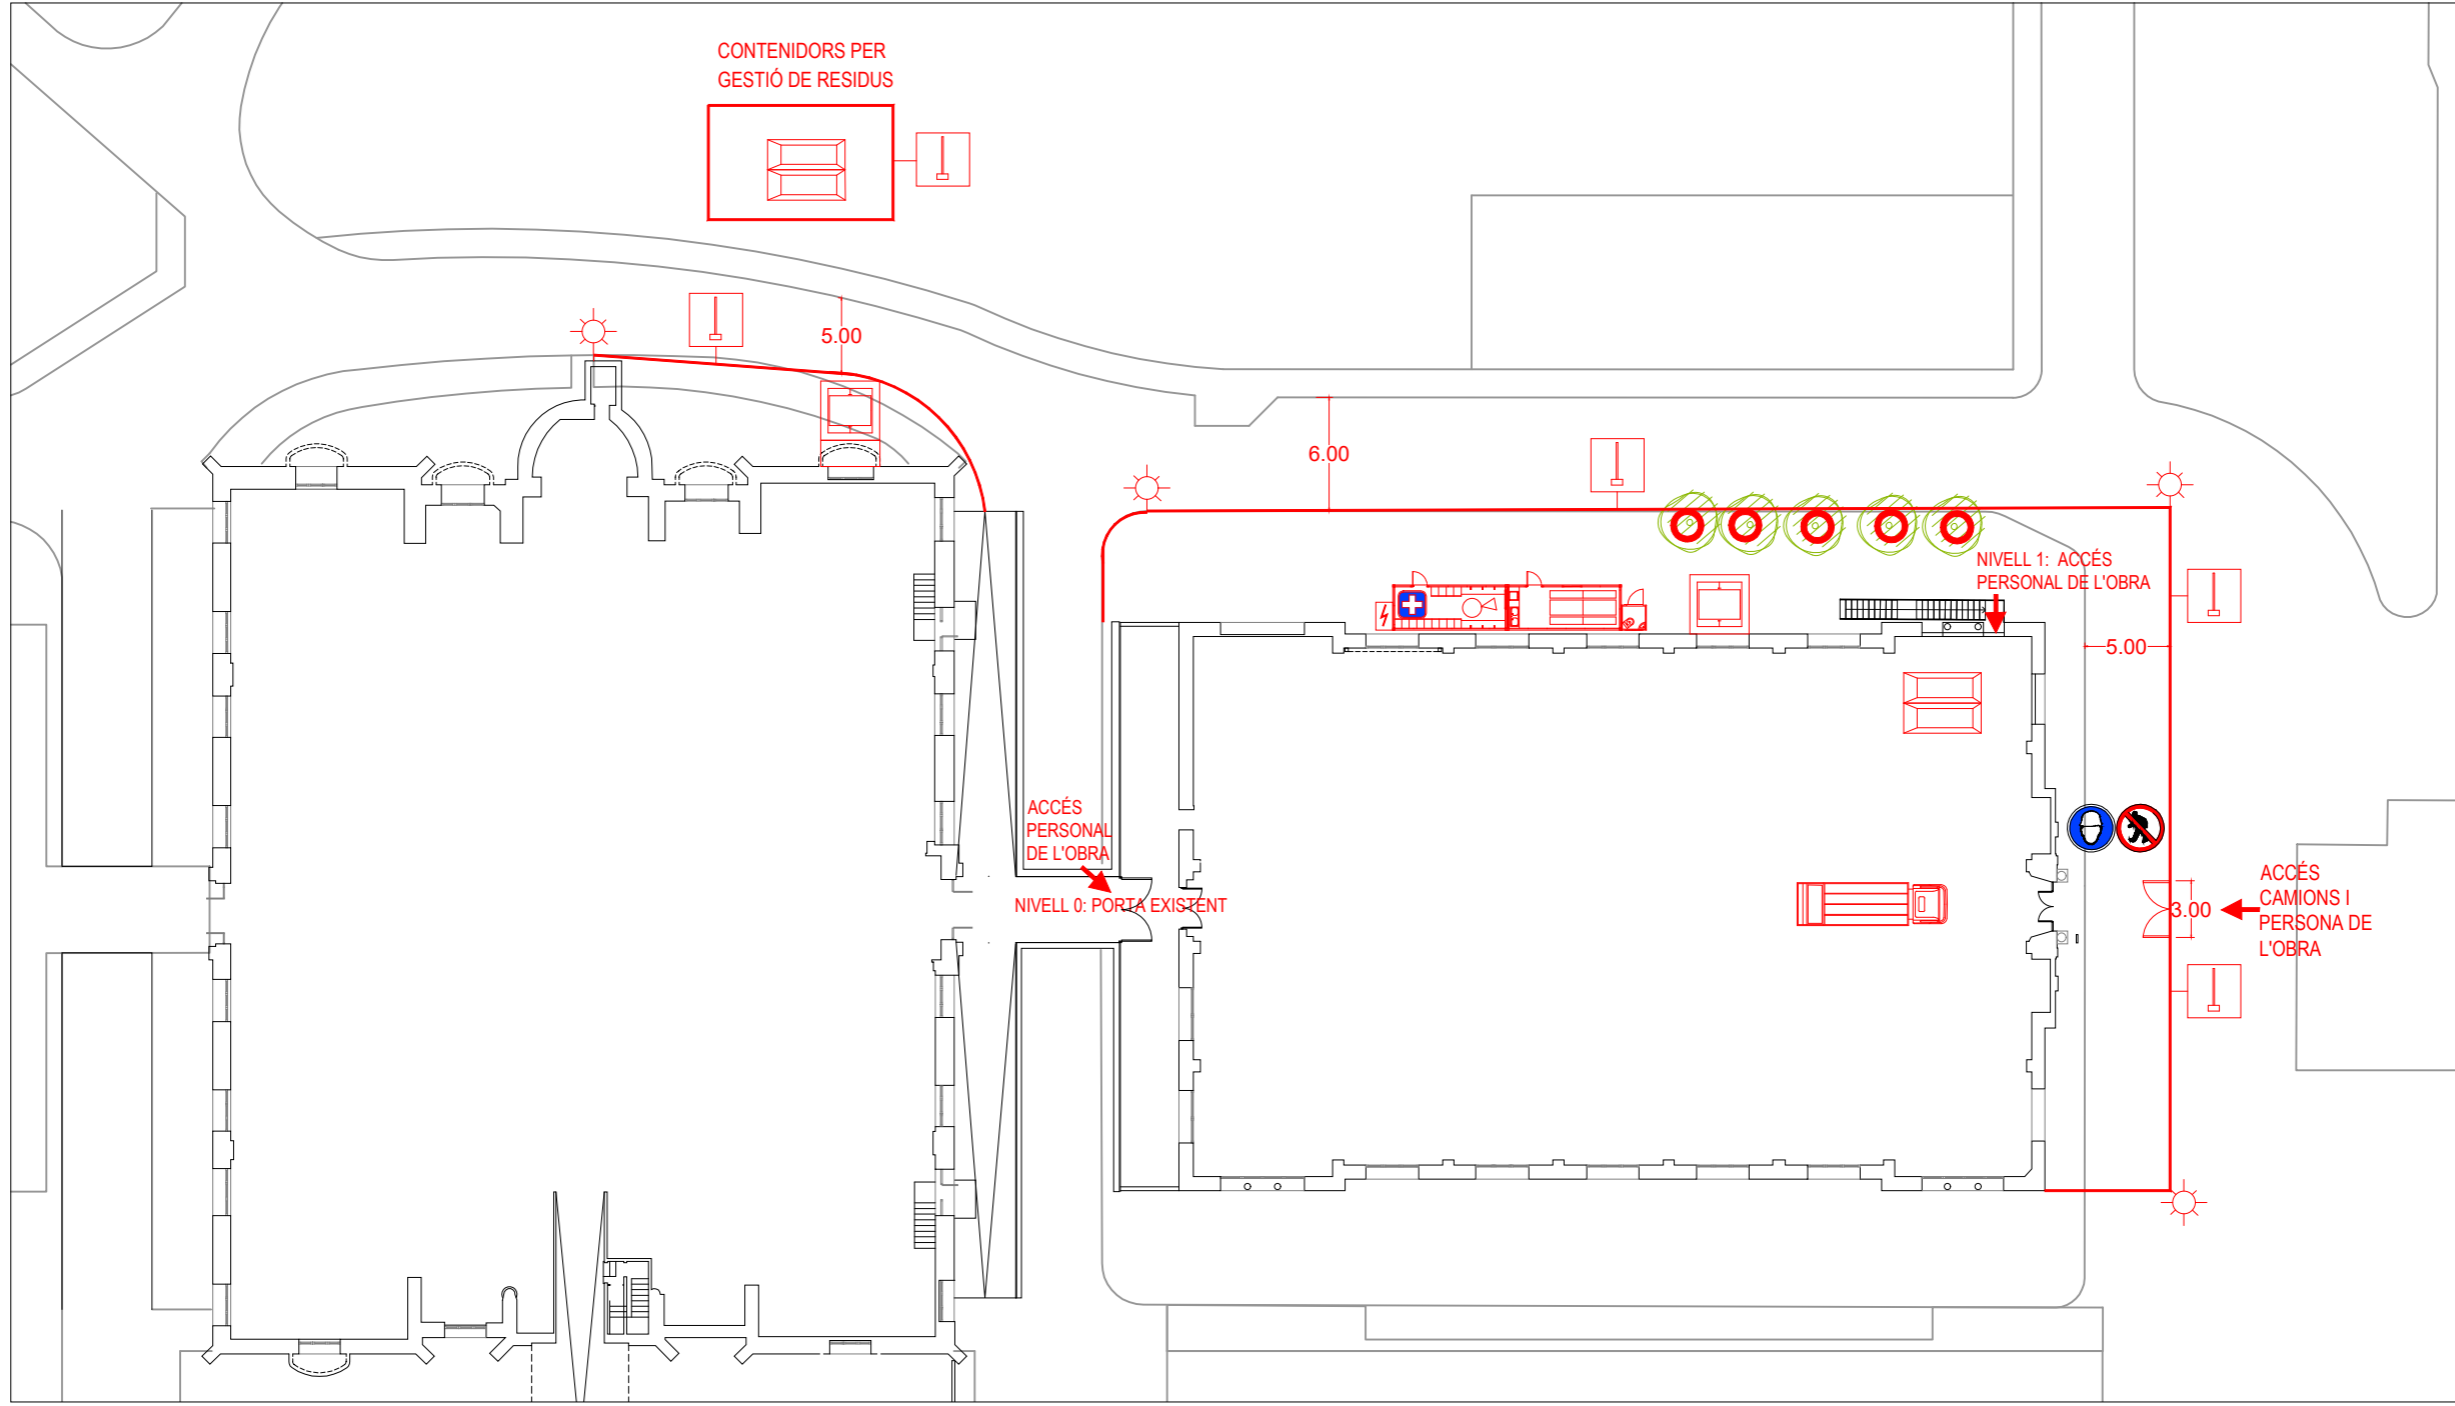 CONTENIDORS PER
GESTIÓ DE RESIDUS
5.00
6.00
NIVELL 1: ACCÉS
PERSONAL DE L'OBRA
5.00
ACCÉS
PERSONAL
DE L'OBRA
NIVELL 0: PORTA EXISTENT
3.00
ACCÉS
CAMIONS I
PERSONA DE
L'OBRA